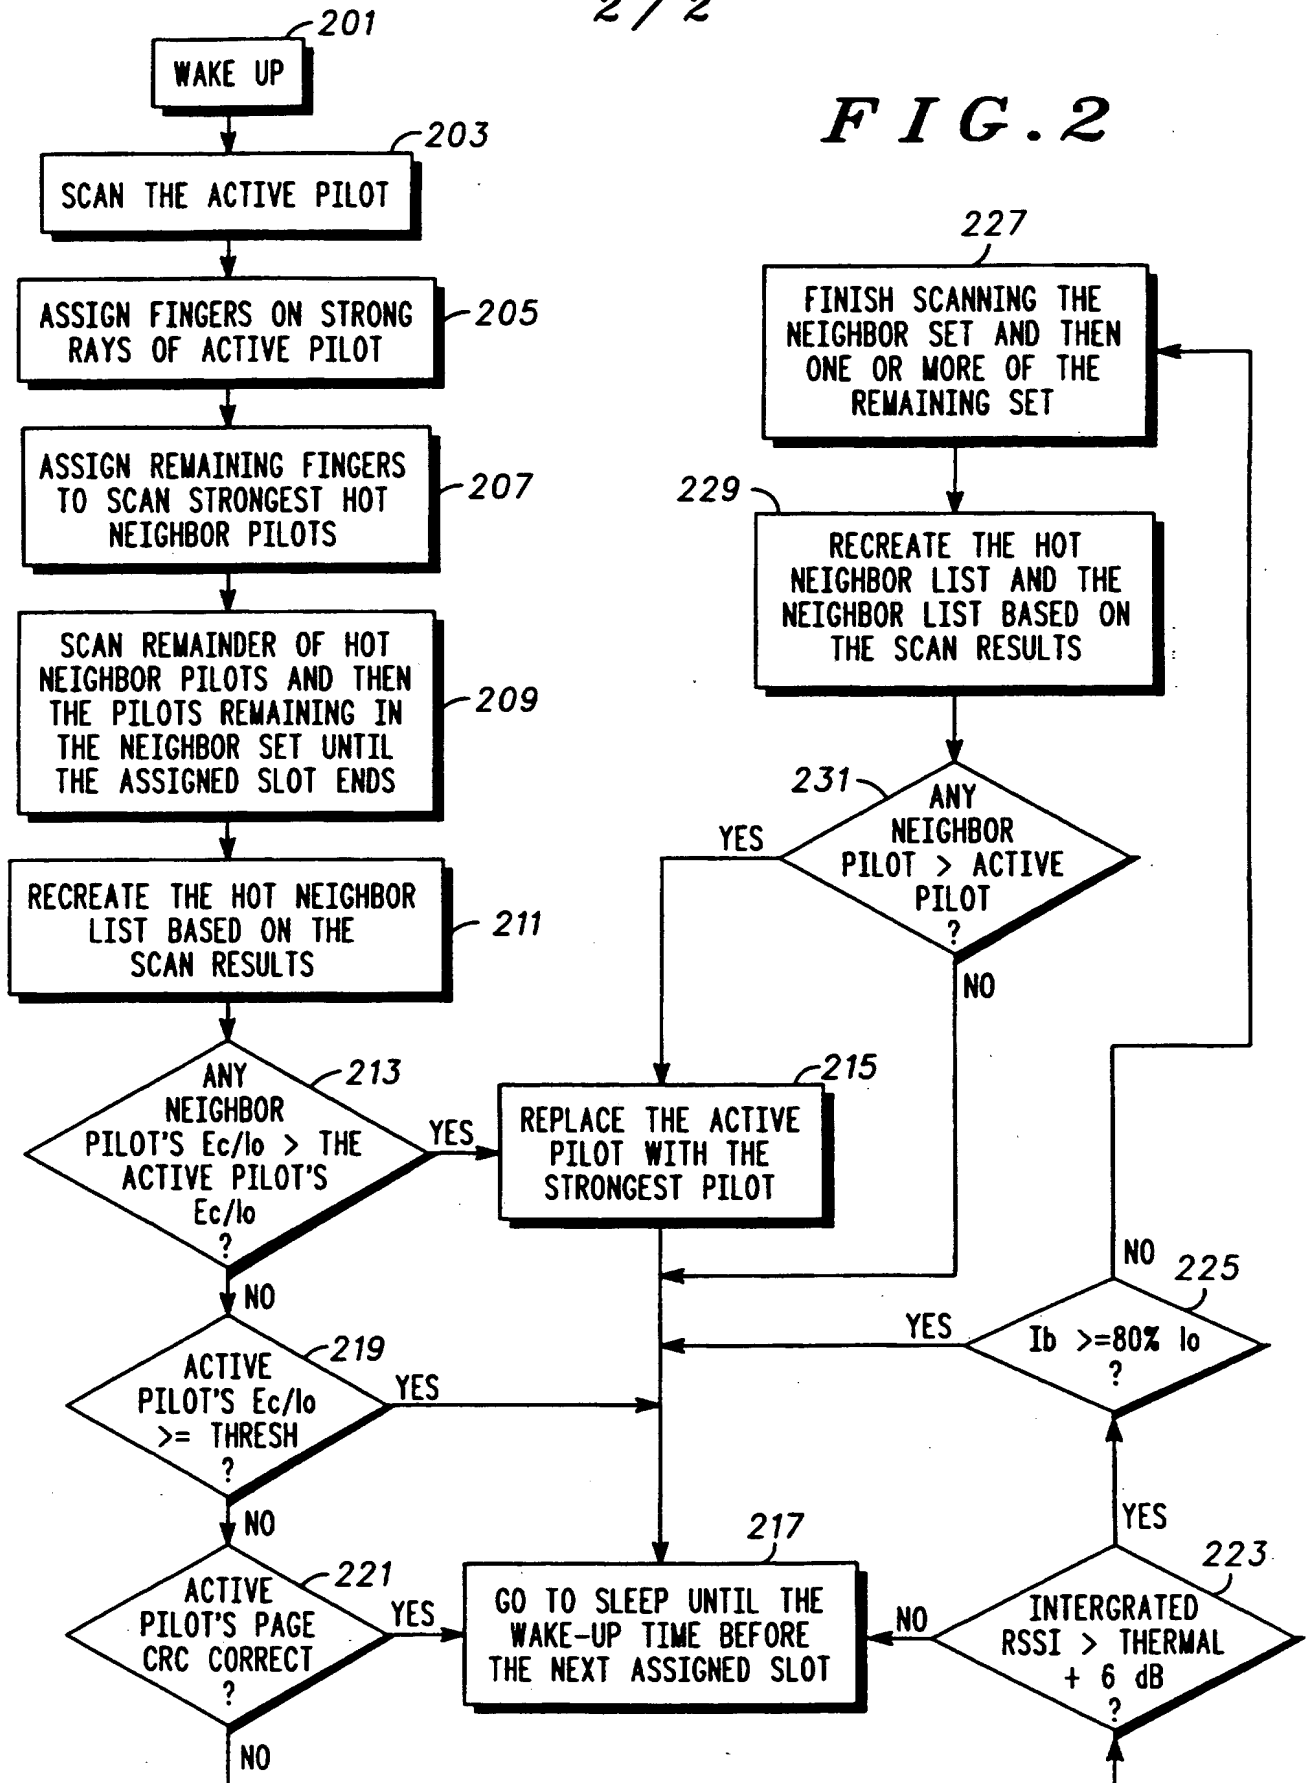 2/2
FIG.2
201
WAKE UP
203
SCAN THE ACTIVE PILOT
205
ASSIGN FINGERS ON STRONG
RAYS OF ACTIVE PILOT
207
ASSIGN REMAINING FINGERS
TO SCAN STRONGEST HOT
NEIGHBOR PILOTS
209
SCAN REMAINDER OF HOT
NEIGHBOR PILOTS AND THEN
THE PILOTS REMAINING IN
THE NEIGHBOR SET UNTIL
THE ASSIGNED SLOT ENDS
211
RECREATE THE HOT NEIGHBOR
LIST BASED ON THE
SCAN RESULTS
213
ANY
NEIGHBOR
PILOT'S Ec/Io > THE
ACTIVE PILOT'S
Ec/Io
?
YES
NO
215
REPLACE THE ACTIVE
PILOT WITH THE
STRONGEST PILOT
219
ACTIVE
PILOT'S Ec/Io
>= THRESH
?
YES
NO
221
ACTIVE
PILOT'S PAGE
CRC CORRECT
?
YES
NO
217
GO TO SLEEP UNTIL THE
WAKE-UP TIME BEFORE
THE NEXT ASSIGNED SLOT
227
FINISH SCANNING THE
NEIGHBOR SET AND THEN
ONE OR MORE OF THE
REMAINING SET
229
RECREATE THE HOT
NEIGHBOR LIST AND THE
NEIGHBOR LIST BASED ON
THE SCAN RESULTS
231
ANY
NEIGHBOR
PILOT > ACTIVE
PILOT
?
YES
NO
NO
225
Ib >=80% Io
?
YES
YES
223
INTERGRATED
RSSI > THERMAL
+ 6 dB
?
NO